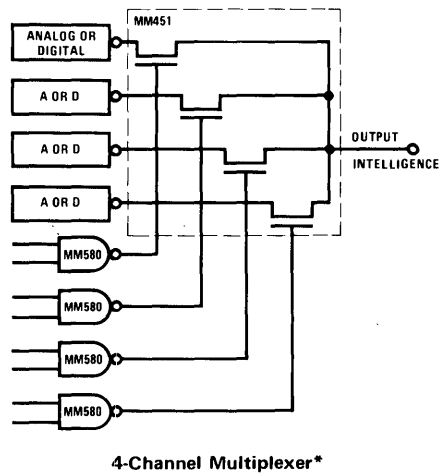 MM451
ANALOG OR
DIGITAL
A OR D
A OR D
OUTPUT
INTELLIGENCE
A OR D
MM580
MM580
MM580
MM580
4-Channel Multiplexer*